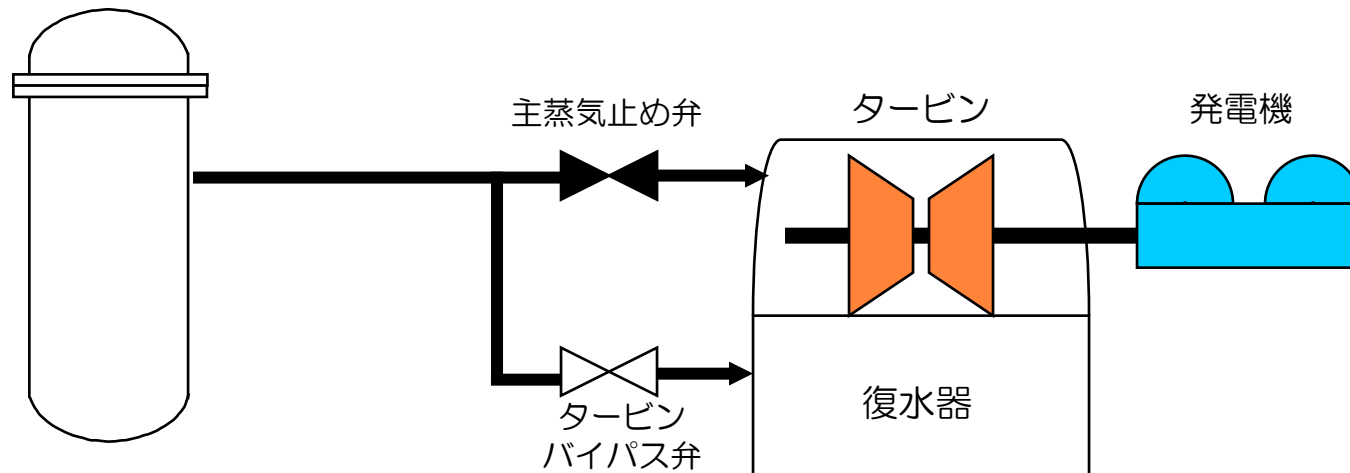 主蒸気止め弁
タービン
発電機
タービン
バイパス弁
復水器